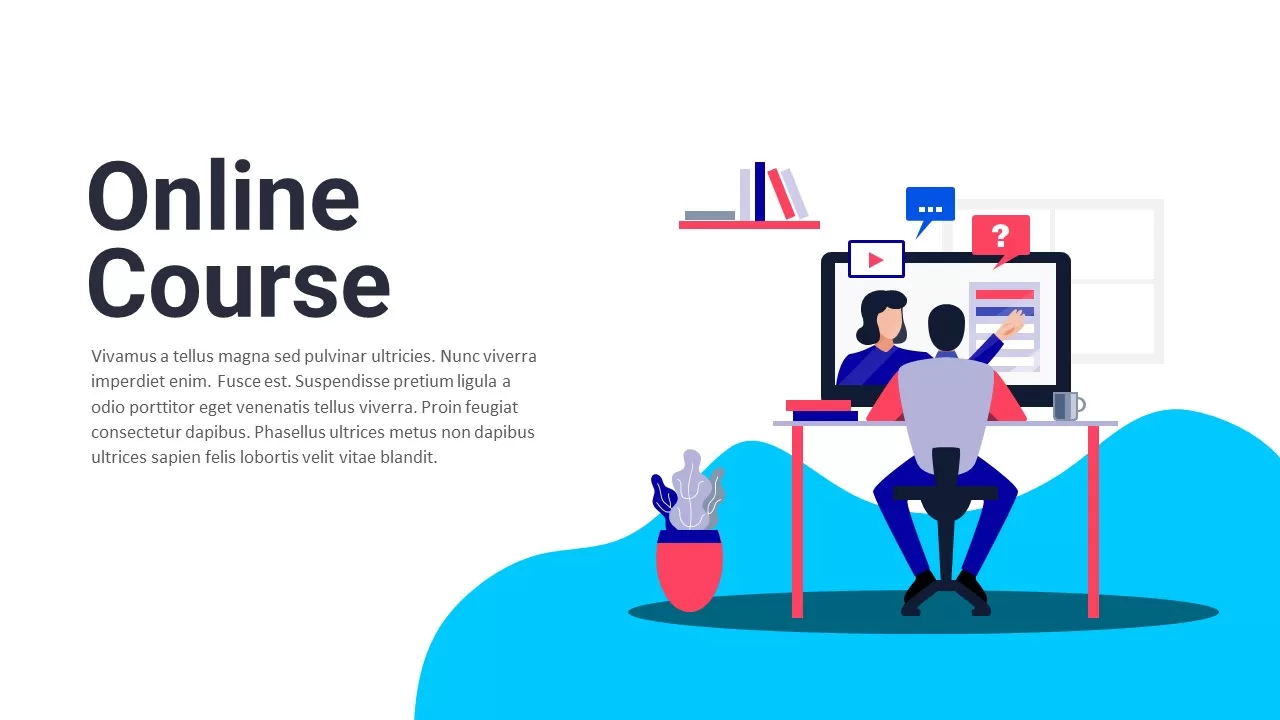 Online
Course
Vivamus a tellus magna sed pulvinar ultricies. Nunc viverra
imperdiet enim. Fusce est. Suspendisse pretium ligula a
odio porttitor eget venenatis tellus viverra. Proin feugiat
consectetur dapibus. Phasellus ultrices metus non dapibus
ultrices sapien felis lobortis velit vitae blandit.
...
?